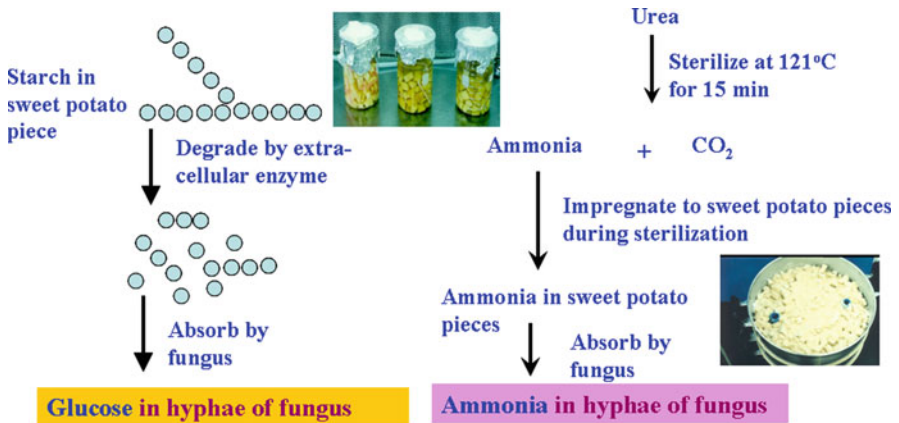 Starch in
sweet potato
piece
Degrade by extra-
cellular enzyme
Absorb by
fungus
Glucose in hyphae of fungus
Urea
Sterilize at 121°C
for 15 min
Ammonia + CO₂
Impregnate to sweet potato pieces
during sterilization
Ammonia in sweet potato
pieces
Absorb by
fungus
Ammonia in hyphae of fungus